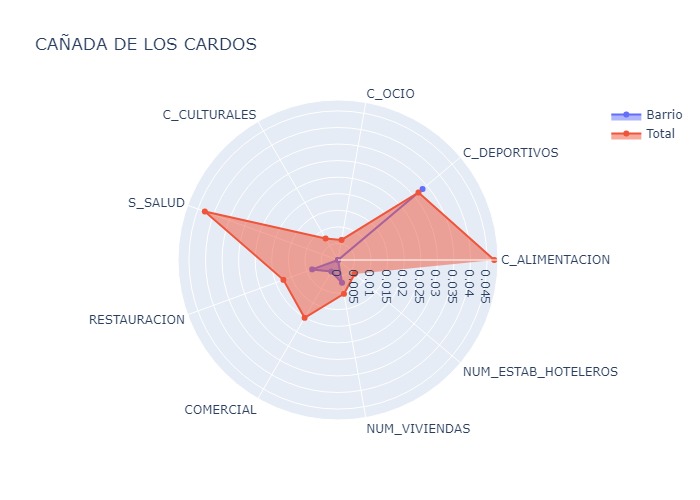 CAÑADA DE LOS CARDOS
C_OCIO
C_CULTURALES
Barrio
Total
C_DEPORTIVOS
S_SALUD
C_ALIMENTACION
0
0.005
0.01
0.015
0.02
0.025
0.03
0.035
0.04
0.045
RESTAURACION
NUM_ESTAB_HOTELEROS
COMERCIAL
NUM_VIVIENDAS